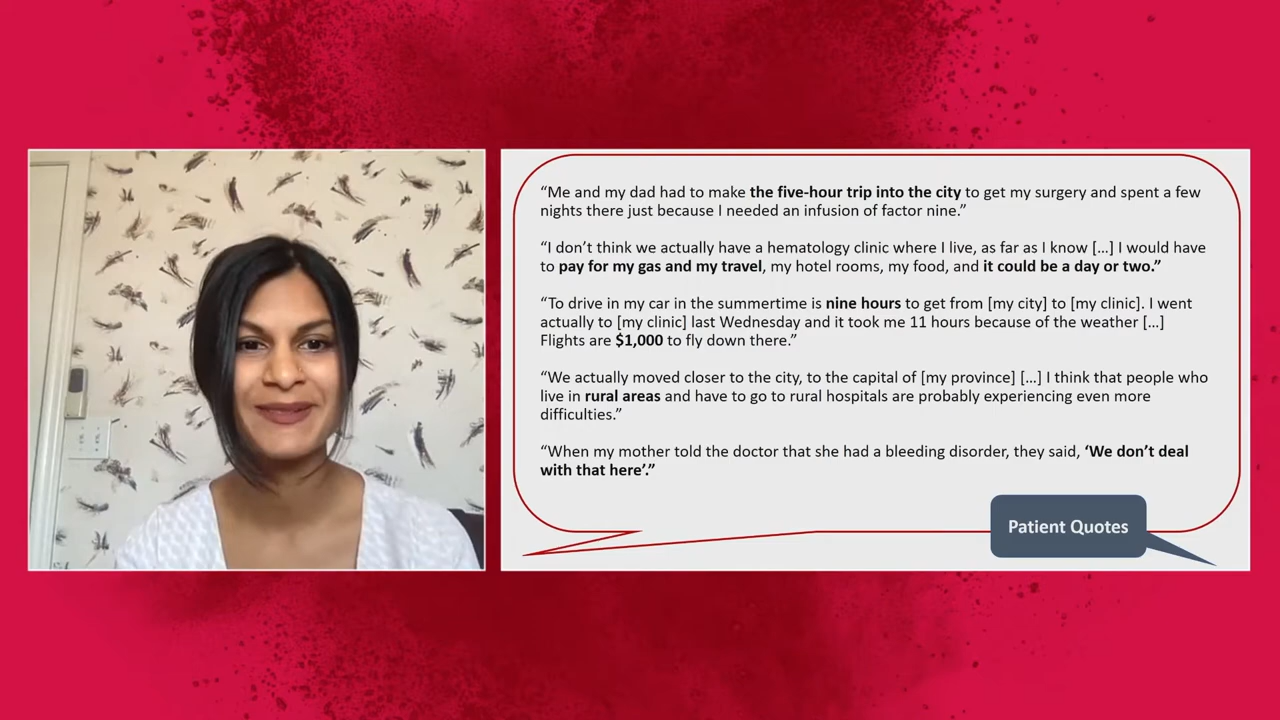 “Me and my dad had to make the five-hour trip into the city to get my surgery and spent a few
nights there just because I needed an infusion of factor nine.”
“I don’t think we actually have a hematology clinic where I live, as far as I know [...] I would have
to pay for my gas and my travel, my hotel rooms, my food, and it could be a day or two.”
“To drive in my car in the summertime is nine hours to get from [my city] to [my clinic]. I went
actually to [my clinic] last Wednesday and it took me 11 hours because of the weather [...]
Flights are $1,000 to fly down there.”
“We actually moved closer to the city, to the capital of [my province] [...] I think that people who
live in rural areas and have to go to rural hospitals are probably experiencing even more
difficulties.”
“When my mother told the doctor that she had a bleeding disorder, they said, ‘We don’t deal
with that here’.”
Patient Quotes